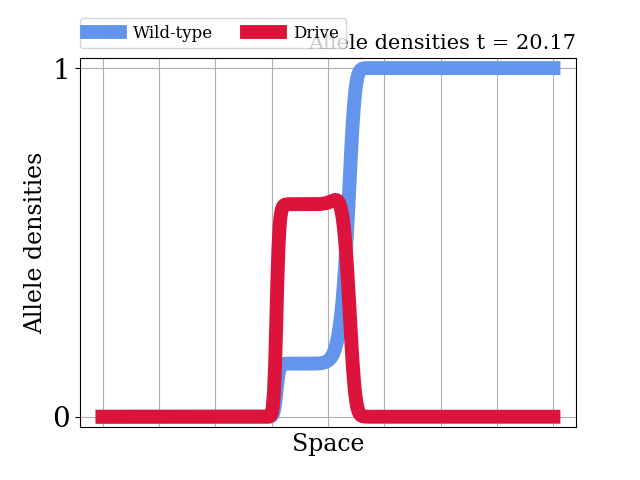 Wild-type Drive
Allele densities t = 20.17
1
Allele densities
0
Space